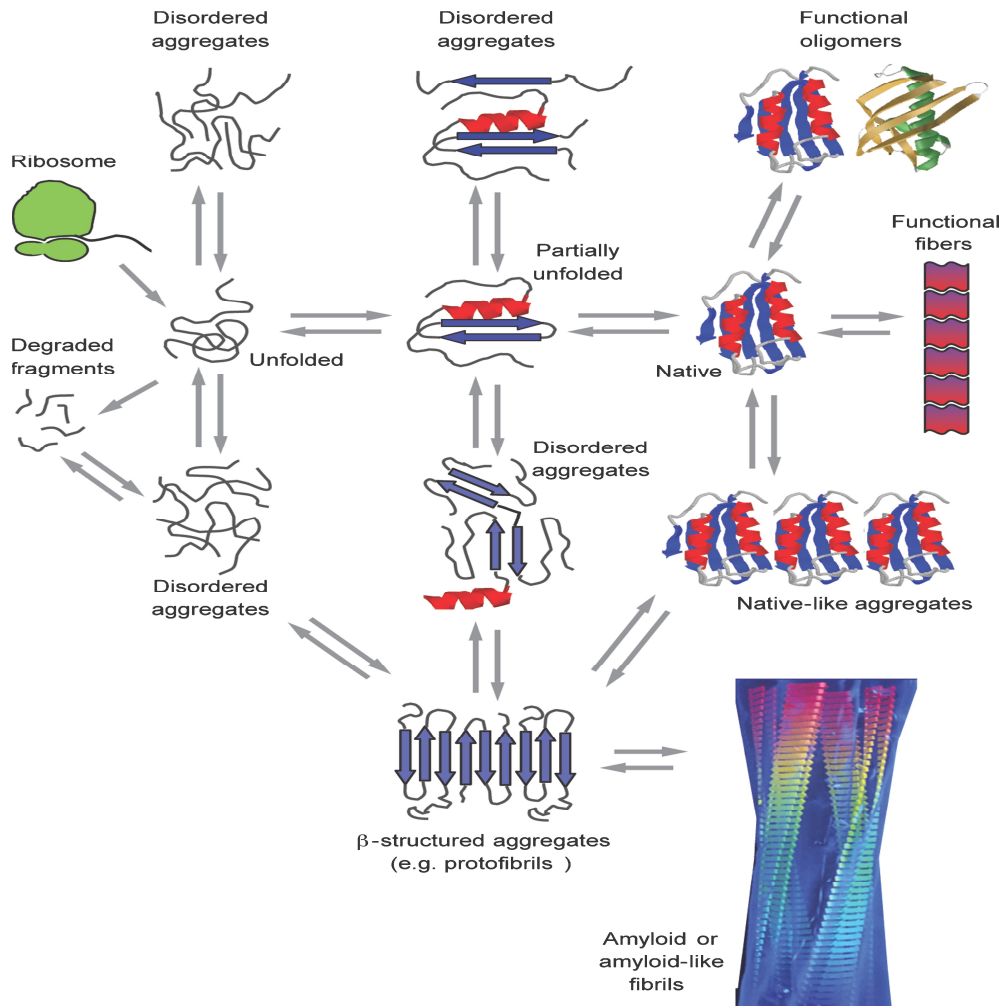 Disordered
aggregates
Disordered
aggregates
Functional
oligomers
Ribosome
Functional
fibers
Partially
unfolded
Degraded
fragments
Unfolded
Native
Disordered
aggregates
Disordered
aggregates
Native-like aggregates
β-structured aggregates
(e.g. protofibrils )
Amyloid or
amyloid-like
fibrils